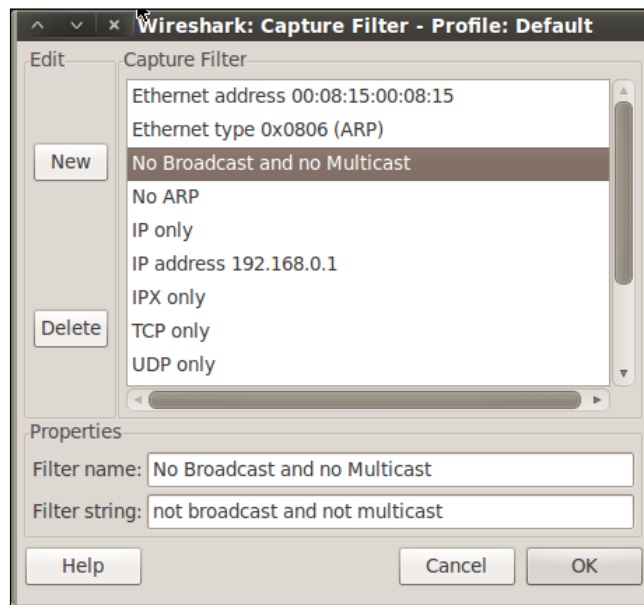 Wireshark: Capture Filter - Profile: Default
Edit
Capture Filter
New
Delete
Ethernet address 00:08:15:00:08:15
Ethernet type 0x0806 (ARP)
No Broadcast and no Multicast
No ARP
IP only
IP address 192.168.0.1
IPX only
TCP only
UDP only
Properties
Filter name: No Broadcast and no Multicast
Filter string: not broadcast and not multicast
Help
Cancel
OK